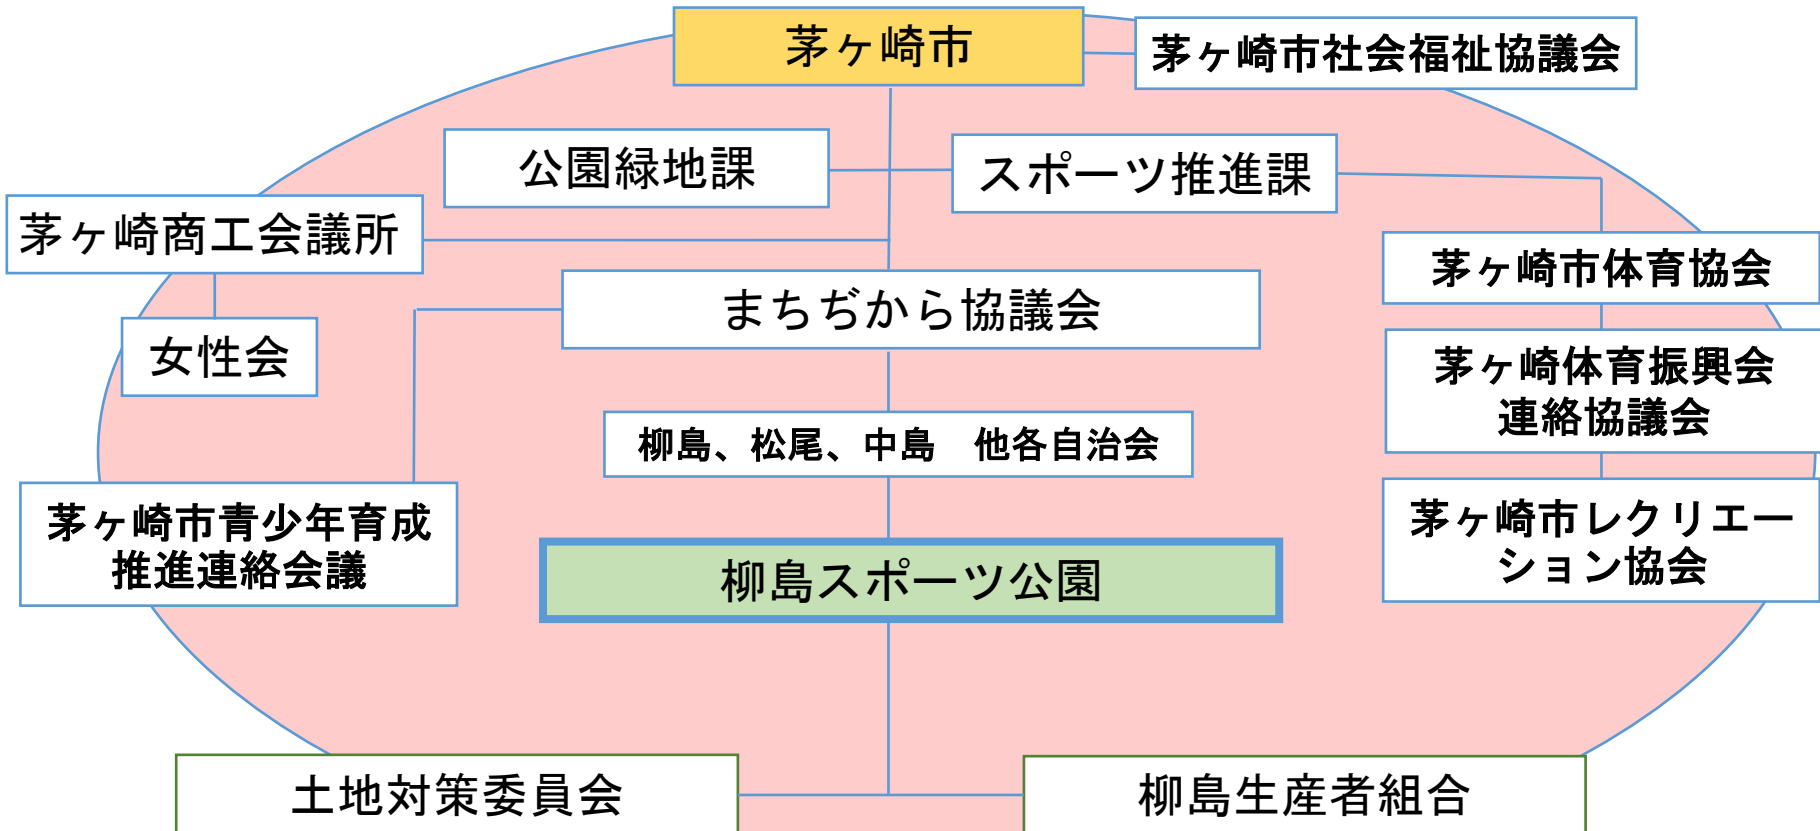 茅ヶ崎市
茅ヶ崎市社会福祉協議会
公園緑地課
スポーツ推進課
茅ヶ崎商工会議所
茅ヶ崎市体育協会
まちぢから協議会
女性会
茅ヶ崎体育振興会
連絡協議会
柳島、松尾、中島　他各自治会
茅ヶ崎市青少年育成
推進連絡会議
茅ヶ崎市レクリエー
ション協会
柳島スポーツ公園
土地対策委員会
柳島生産者組合